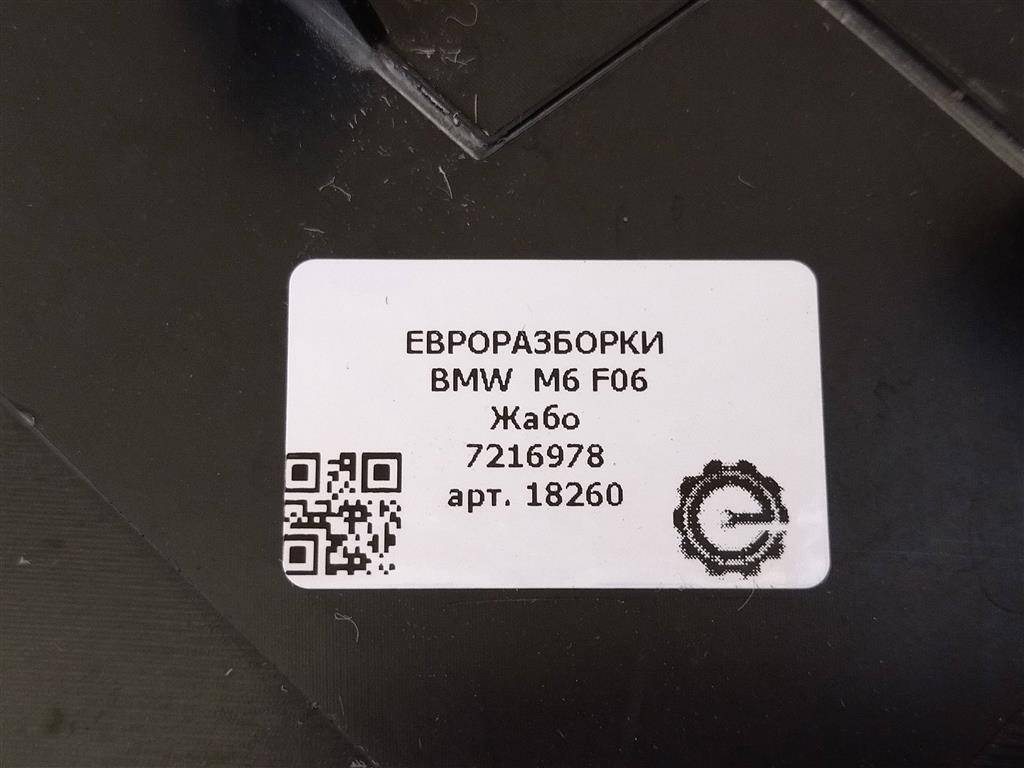 ЕВРОРАЗБОРКИ
BMW M6 F06
Жабо
7216978
арт. 18260